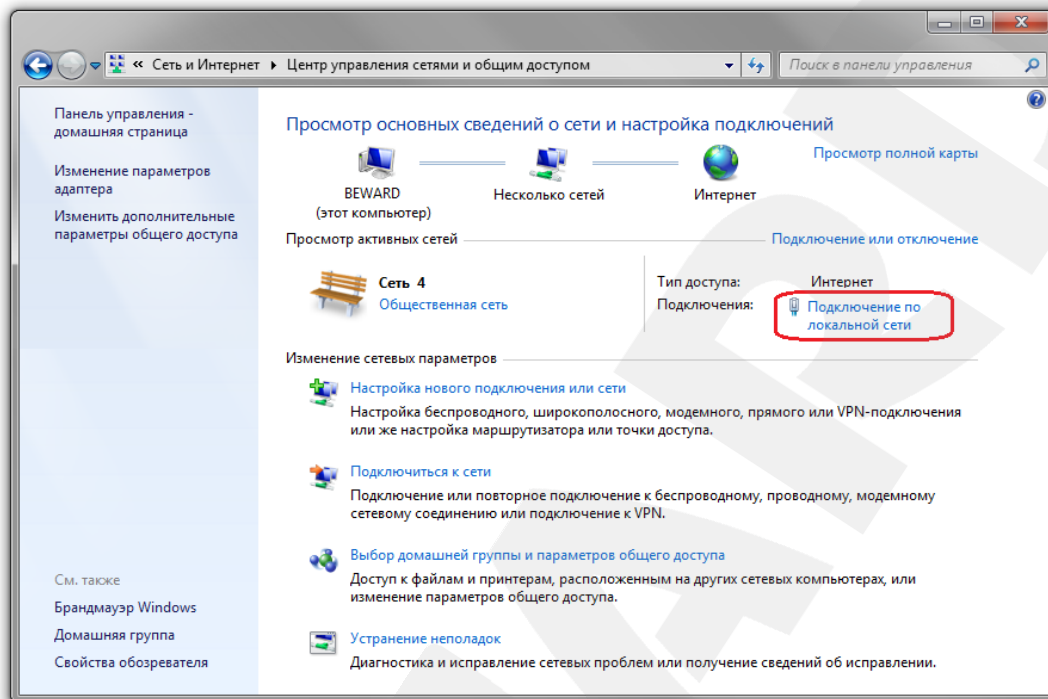 « Сеть и Интернет ▸ Центр управления сетями и общим доступом
Поиск в панели управления
Панель управления -
домашняя страница
Изменение параметров
адаптера
Изменить дополнительные
параметры общего доступа
См. также
Брандмауэр Windows
Домашняя группа
Свойства обозревателя
Просмотр основных сведений о сети и настройка подключений
Просмотр полной карты
BEWARD
(этот компьютер)
Несколько сетей
Интернет
Просмотр активных сетей
Подключение или отключение
Сеть 4
Общественная сеть
Тип доступа: Интернет
Подключения: Подключение по
локальной сети
Изменение сетевых параметров
Настройка нового подключения или сети
Настройка беспроводного, широкополосного, модемного, прямого или VPN-подключения
или же настройка маршрутизатора или точки доступа.
Подключиться к сети
Подключение или повторное подключение к беспроводному, проводному, модемному
сетевому соединению или подключение к VPN.
Выбор домашней группы и параметров общего доступа
Доступ к файлам и принтерам, расположенным на других сетевых компьютерах, или
изменение параметров общего доступа.
Устранение неполадок
Диагностика и исправление сетевых проблем или получение сведений об исправлении.